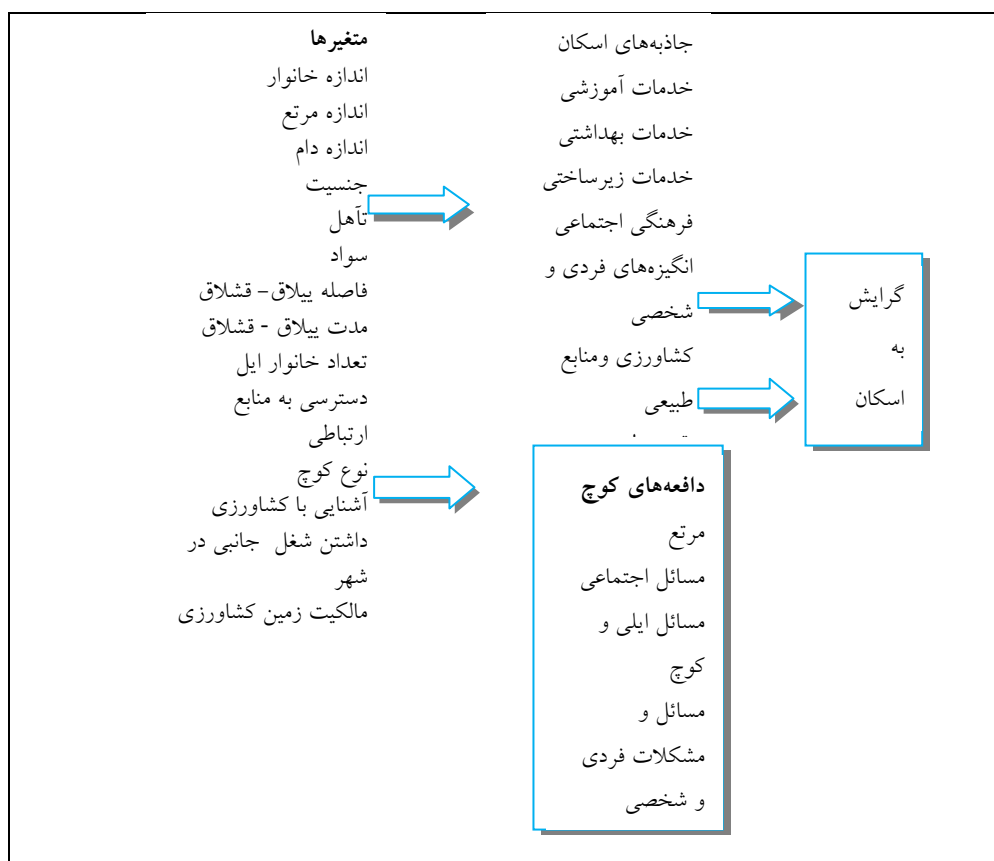 متغیرها
اندازه خانوار
اندازه مرتع
اندازه دام
جنسیت
تآهل
سواد
فاصله ییلاق– قشلاق
مدت ییلاق - قشلاق
تعداد خانوار ایل
دسترسی به منابع
ارتباطی
نوع کوچ
آشنایی با کشاورزی
داشتن شغل جانبی در
شهر
مالکیت زمین کشاورزی
جاذبه‌های اسکان
خدمات آموزشی
خدمات بهداشتی
خدمات زیرساختی
فرهنگی اجتماعی
انگیزه‌های فردی و
شخصی
کشاورزی ومنابع
طبیعی
دافعه‌های کوچ
مرتع
مسائل اجتماعی
مسائل ایلی و
کوچ
مسائل و
مشکلات فردی
و شخصی
گرایش
به
اسکان